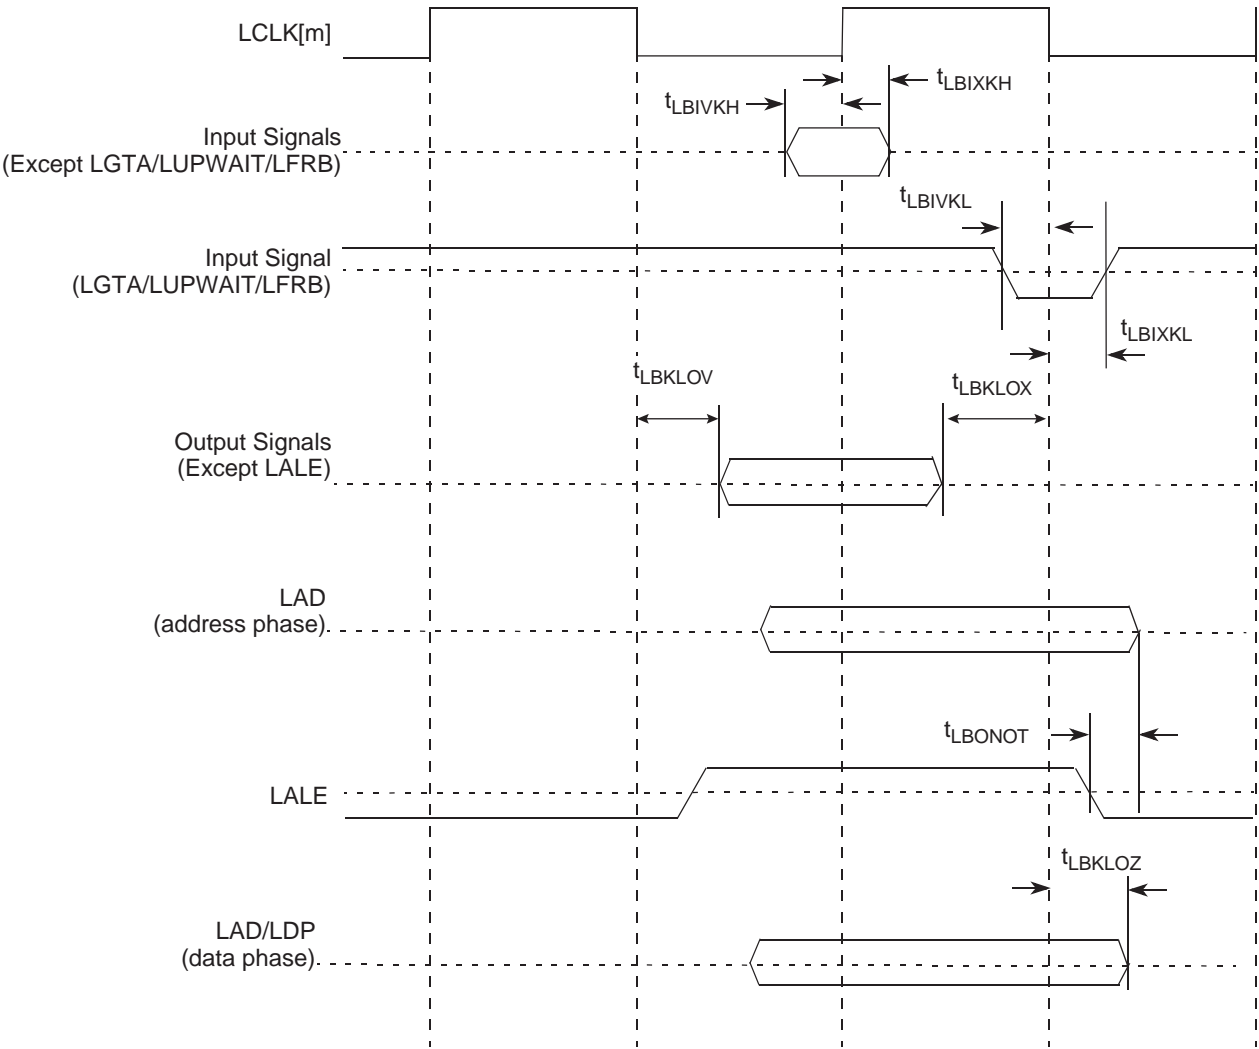 LCLK[m]
tLBIXKH
tLBIVKH
Input Signals
(Except LGTA/LUPWAIT/LFRB)
tLBIVKL
Input Signal
(LGTA/LUPWAIT/LFRB)
tLBIXKL
tLBKLOV
tLBKLOX
Output Signals
(Except LALE)
LAD
(address phase)
tLBONOT
LALE
tLBKLOZ
LAD/LDP
(data phase)